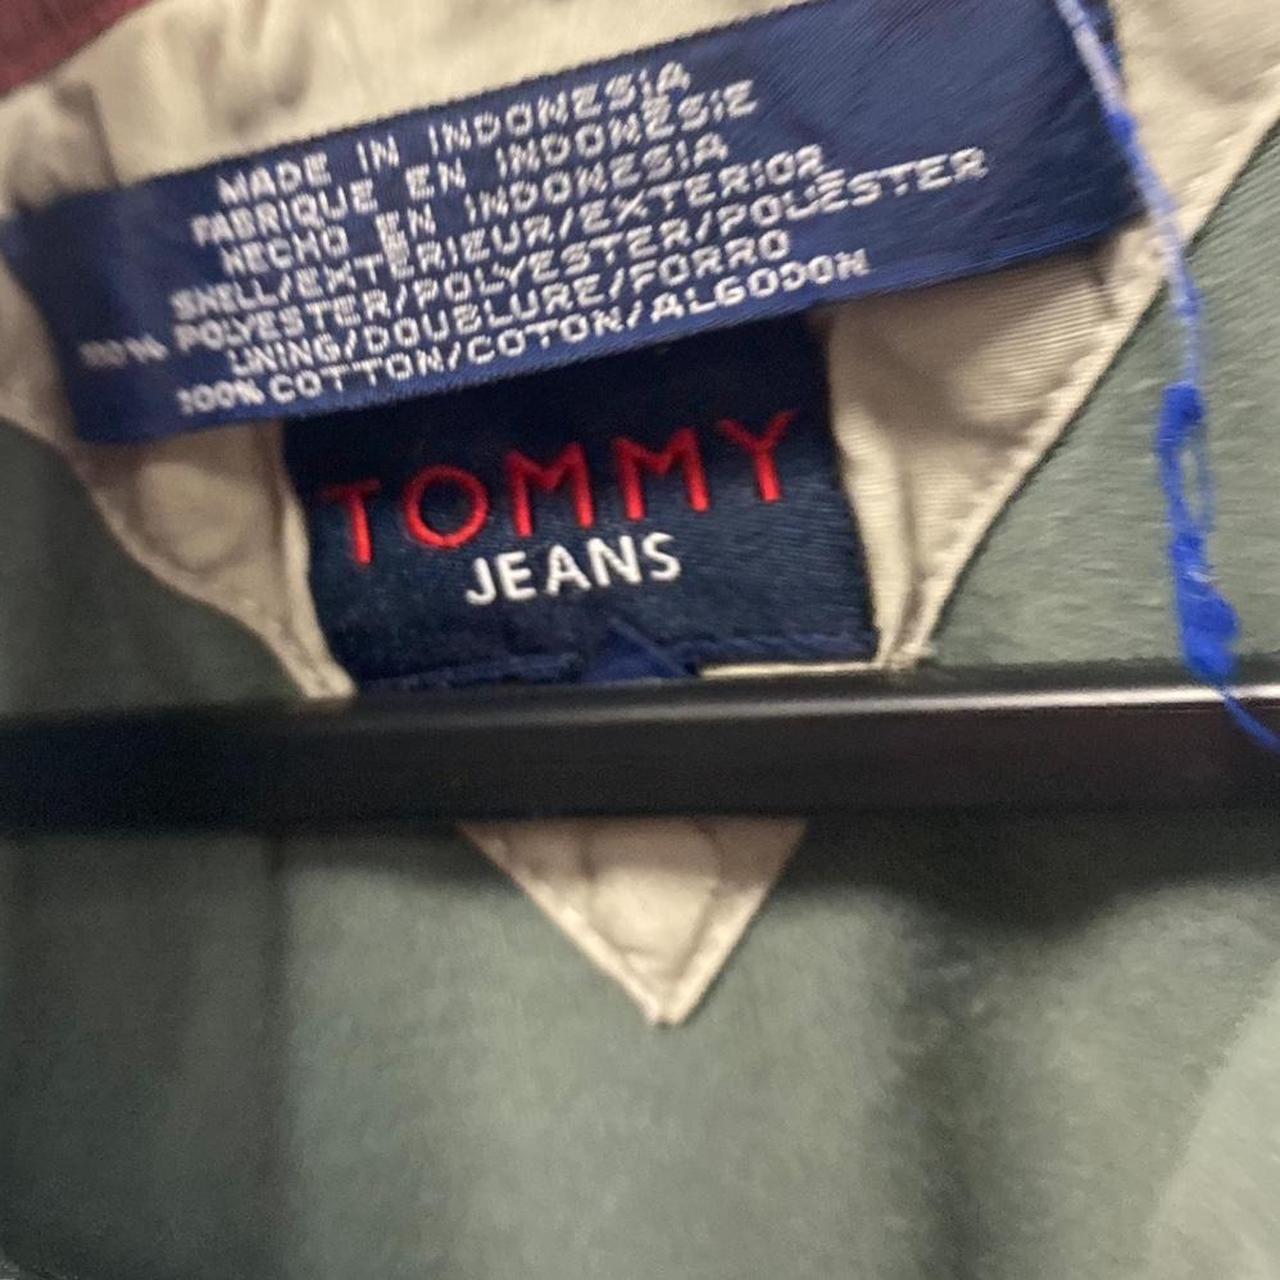 MADE IN INDONESIA
FABRIQUE EN INDONESIE
HECHO EN INDONESIA
SHELL/EXTERIEUR/EXTERIOR
100% POLYESTER/POLYESTER/POLIESTER
LINING/DOUBLURE/FORRO
100% COTTON/COTON/ALGODON
TOMMY
JEANS